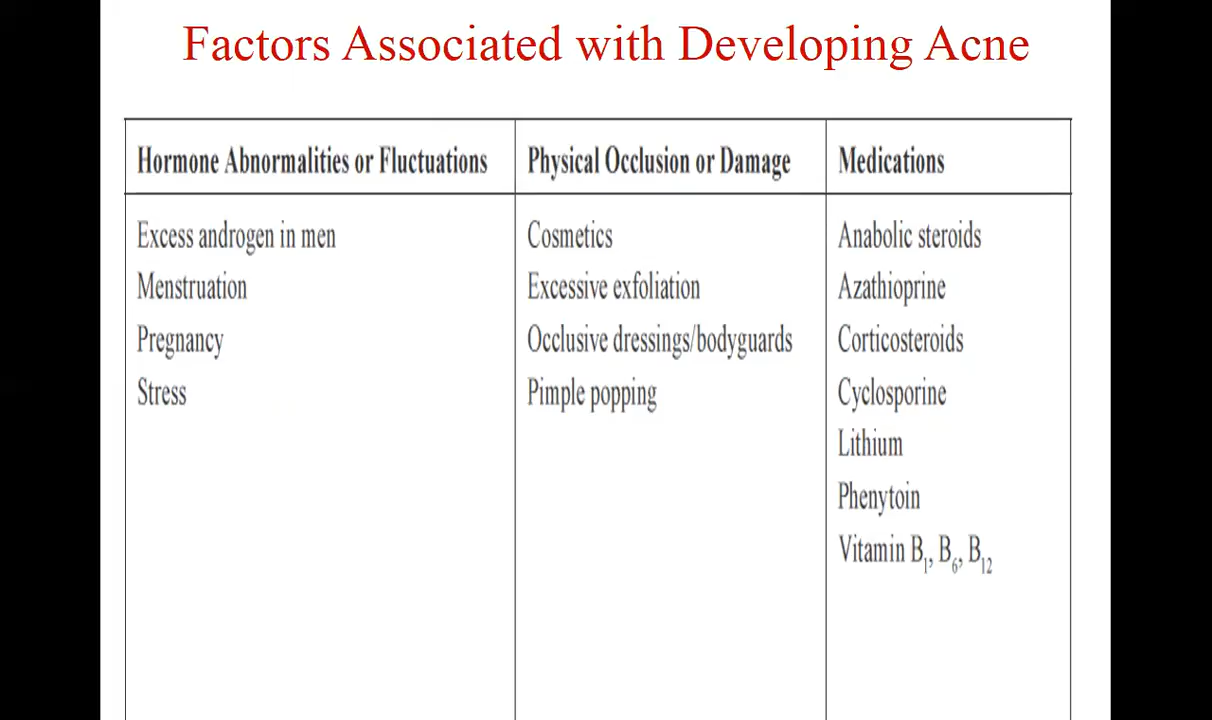 Factors Associated with Developing Acne
Hormone Abnormalities or Fluctuations Physical Occlusion or Damage Medications
Excess androgen in men Cosmetics Anabolic steroids
Menstruation Excessive exfoliation Azathioprine
Pregnancy Occlusive dressings/bodyguards Corticosteroids
Stress Pimple popping Cyclosporine
Lithium
Phenytoin
Vitamin B₁, B₆, B₁₂